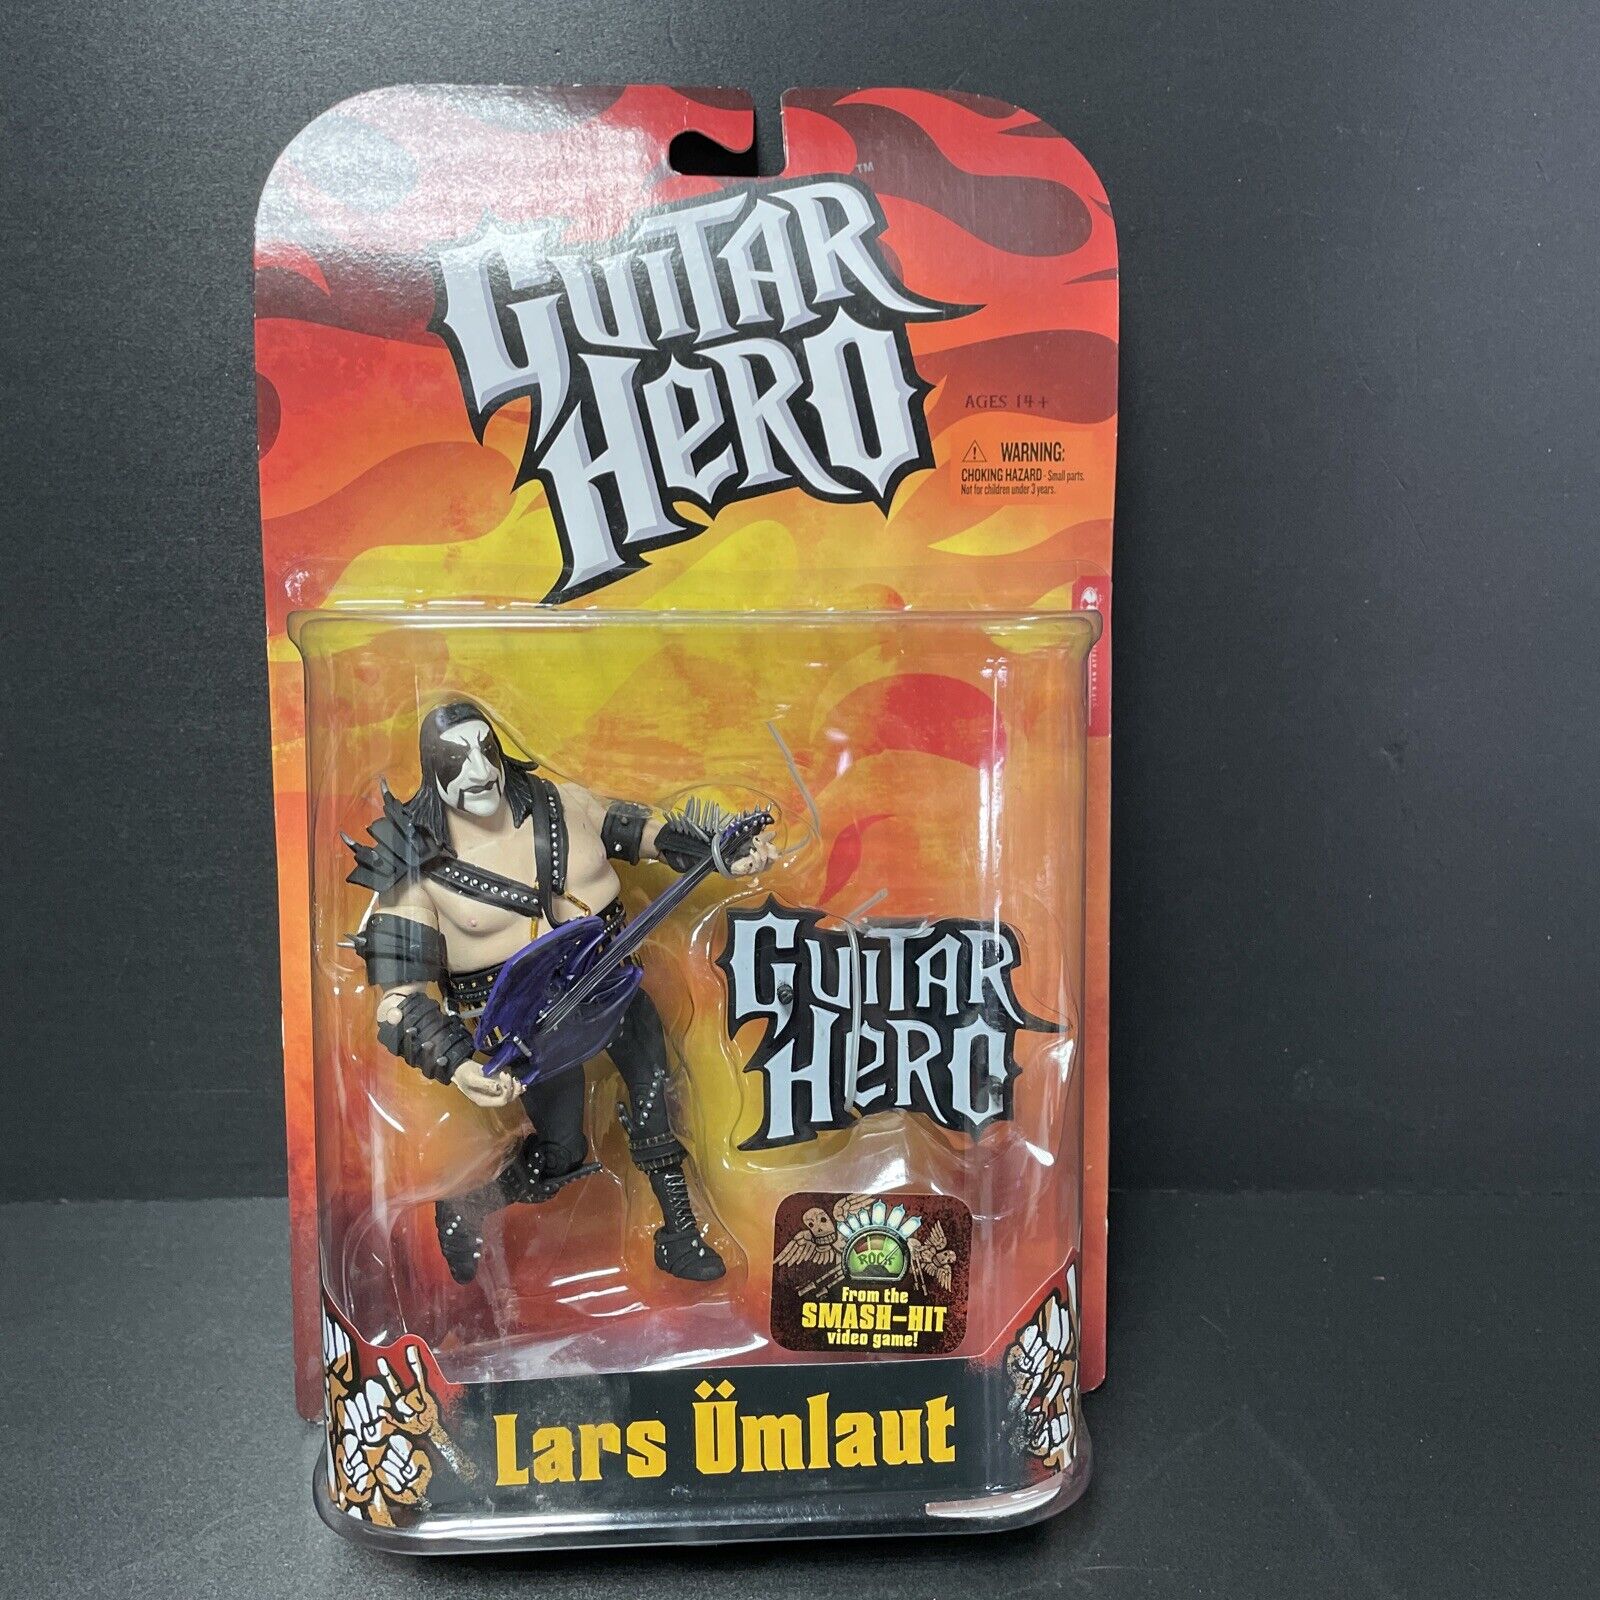 GUITAR
HERO
™
AGES 14+
WARNING:
CHOKING HAZARD - Small parts.
Not for children under 3 years.
GUITAR
HERO
ROCK
From the
SMASH-HIT
video game!
Lars Ümlaut